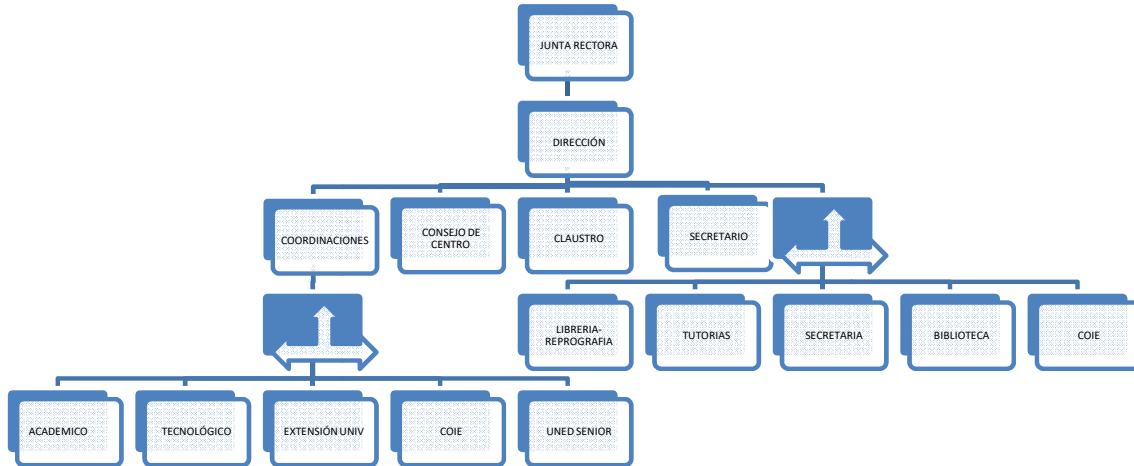 JUNTA RECTORA
DIRECCIÓN
COORDINACIONES
CONSEJO DE
CENTRO
CLAUSTRO
SECRETARIO
LIBRERIA-
REPROGRAFIA
TUTORIAS
SECRETARIA
BIBLIOTECA
COIE
ACADEMICO
TECNOLÓGICO
EXTENSIÓN UNIV
COIE
UNED SENIOR